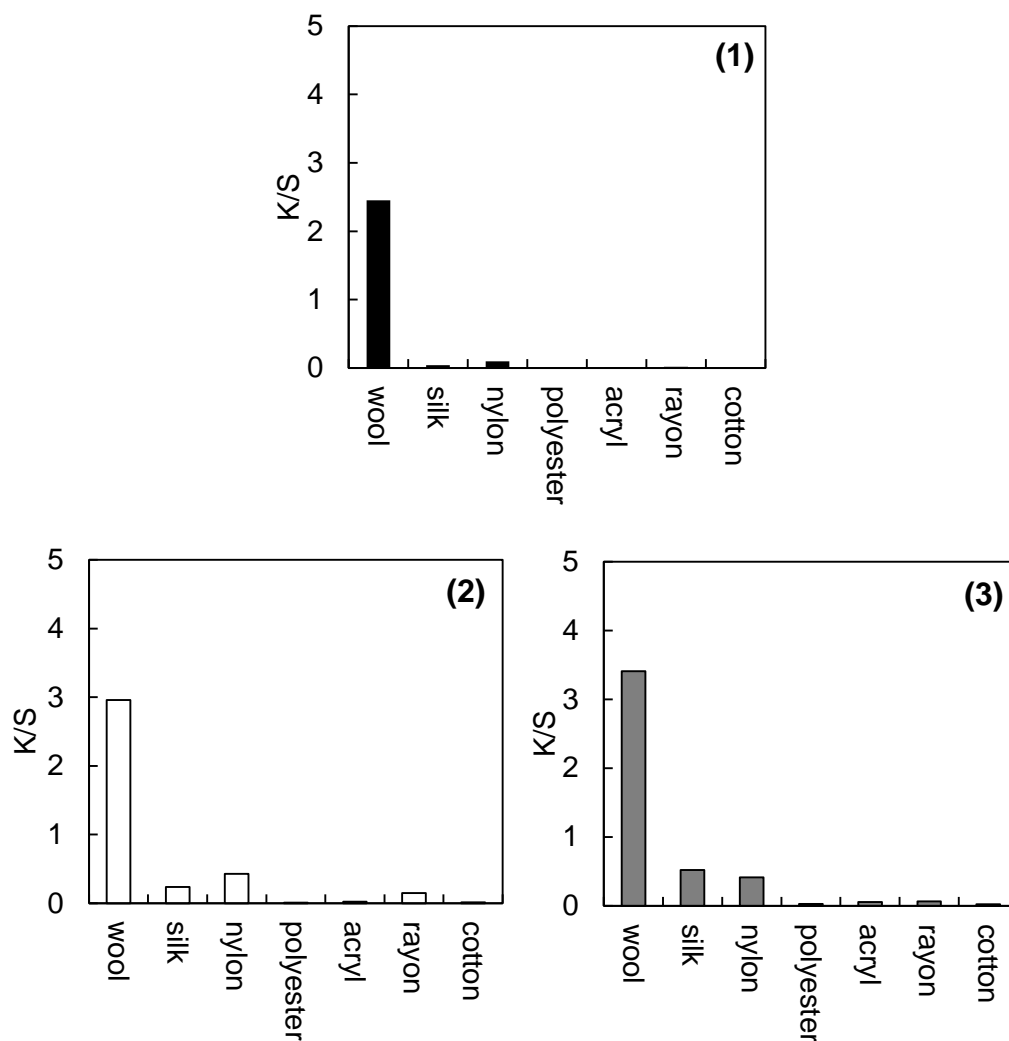 (1)
5
4
3
2
1
0
K/S
wool
silk
nylon
polyester
acryl
rayon
cotton
(2)
5
4
3
2
1
0
K/S
wool
silk
nylon
polyester
acryl
rayon
cotton
(3)
5
4
3
2
1
0
K/S
wool
silk
nylon
polyester
acryl
rayon
cotton